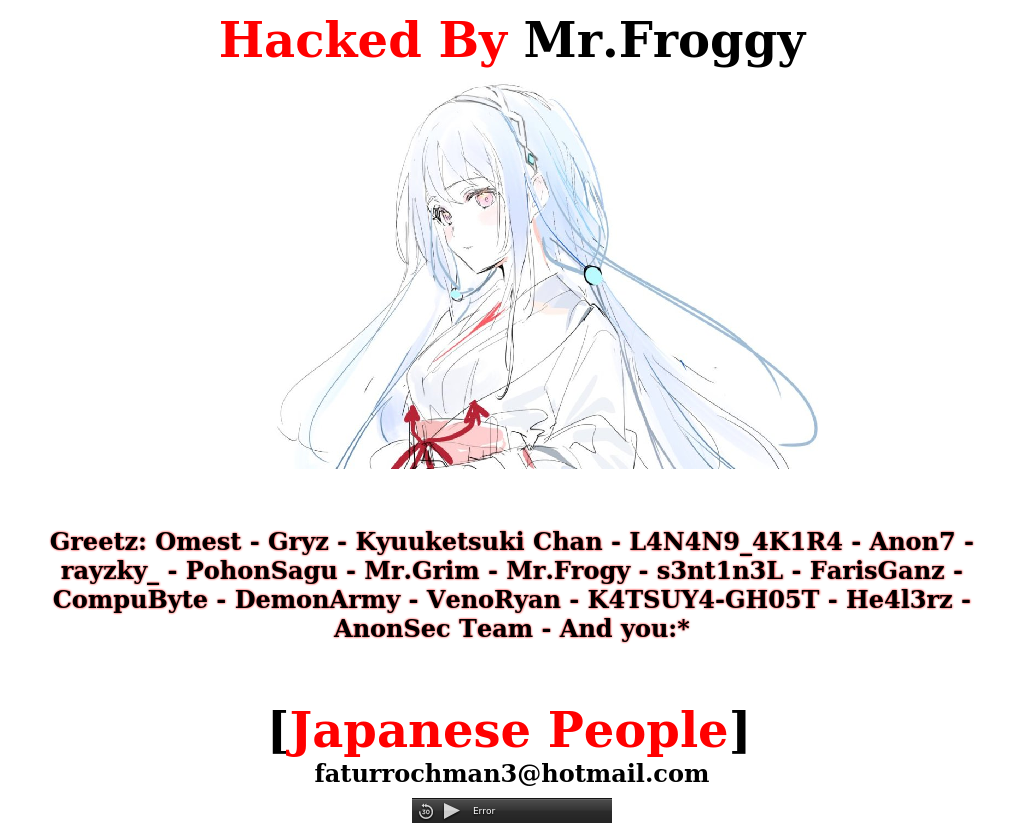 Hacked By Mr.Froggy
Greetz: Omest - Gryz - Kyuuketsuki Chan - L4N4N9_4K1R4 - Anon7 -
rayzky_ - PohonSagu - Mr.Grim - Mr.Frogy - s3nt1n3L - FarisGanz -
CompuByte - DemonArmy - VenoRyan - K4TSUY4-GH05T - He4l3rz -
AnonSec Team - And you:*
[Japanese People]
faturrochman3@hotmail.com
30 Error